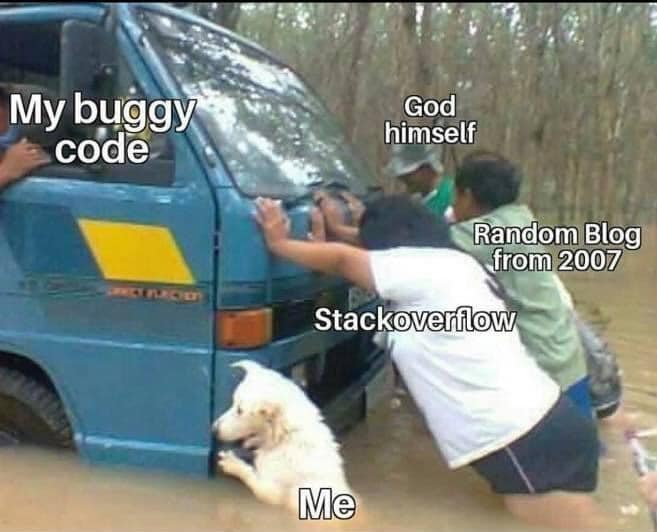 My buggy
code
God
himself
Random Blog
from 2007
Stackoverflow
Me